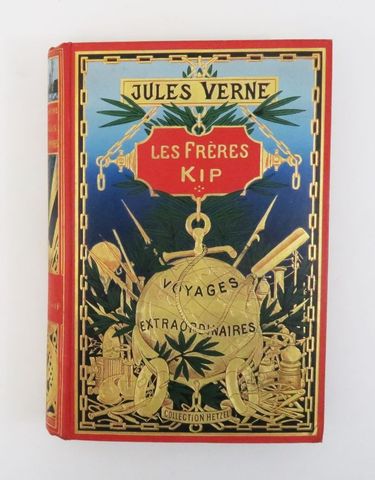 JULES VERNE
LES FRÈRES
KIP
VOYAGES
EXTRAORDINAIRES
COLLECTION HETZEL